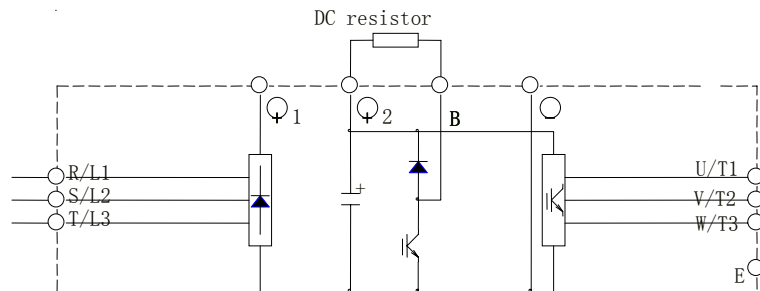 DC resistor
+ 1
+ 2
B
-
R/L1
S/L2
T/L3
+
U/T1
V/T2
W/T3
E